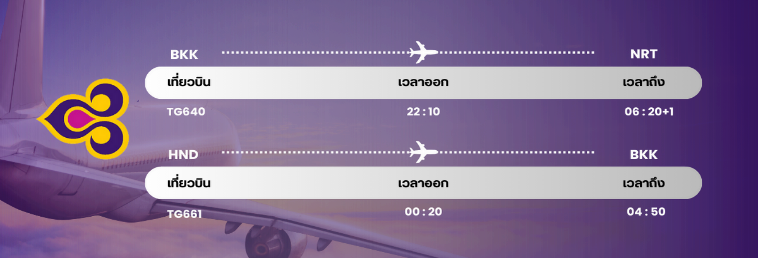 BKK NRT
เที่ยวบิน เวลาออก เวลาถึง
TG640 22 : 10 06 : 20+1
HND BKK
เที่ยวบิน เวลาออก เวลาถึง
TG661 00 : 20 04 : 50